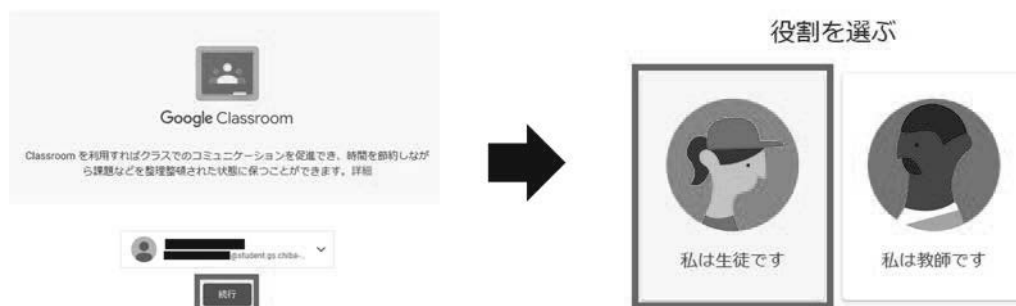 Google Classroom
Classroom を利用すればクラスでのコミュニケーションを促進でき、時間を節約しなが
ら課題などを整理整頓された状態に保つことができます。詳細
@student.gs.chiba-...
続行
役割を選ぶ
私は生徒です
私は教師です